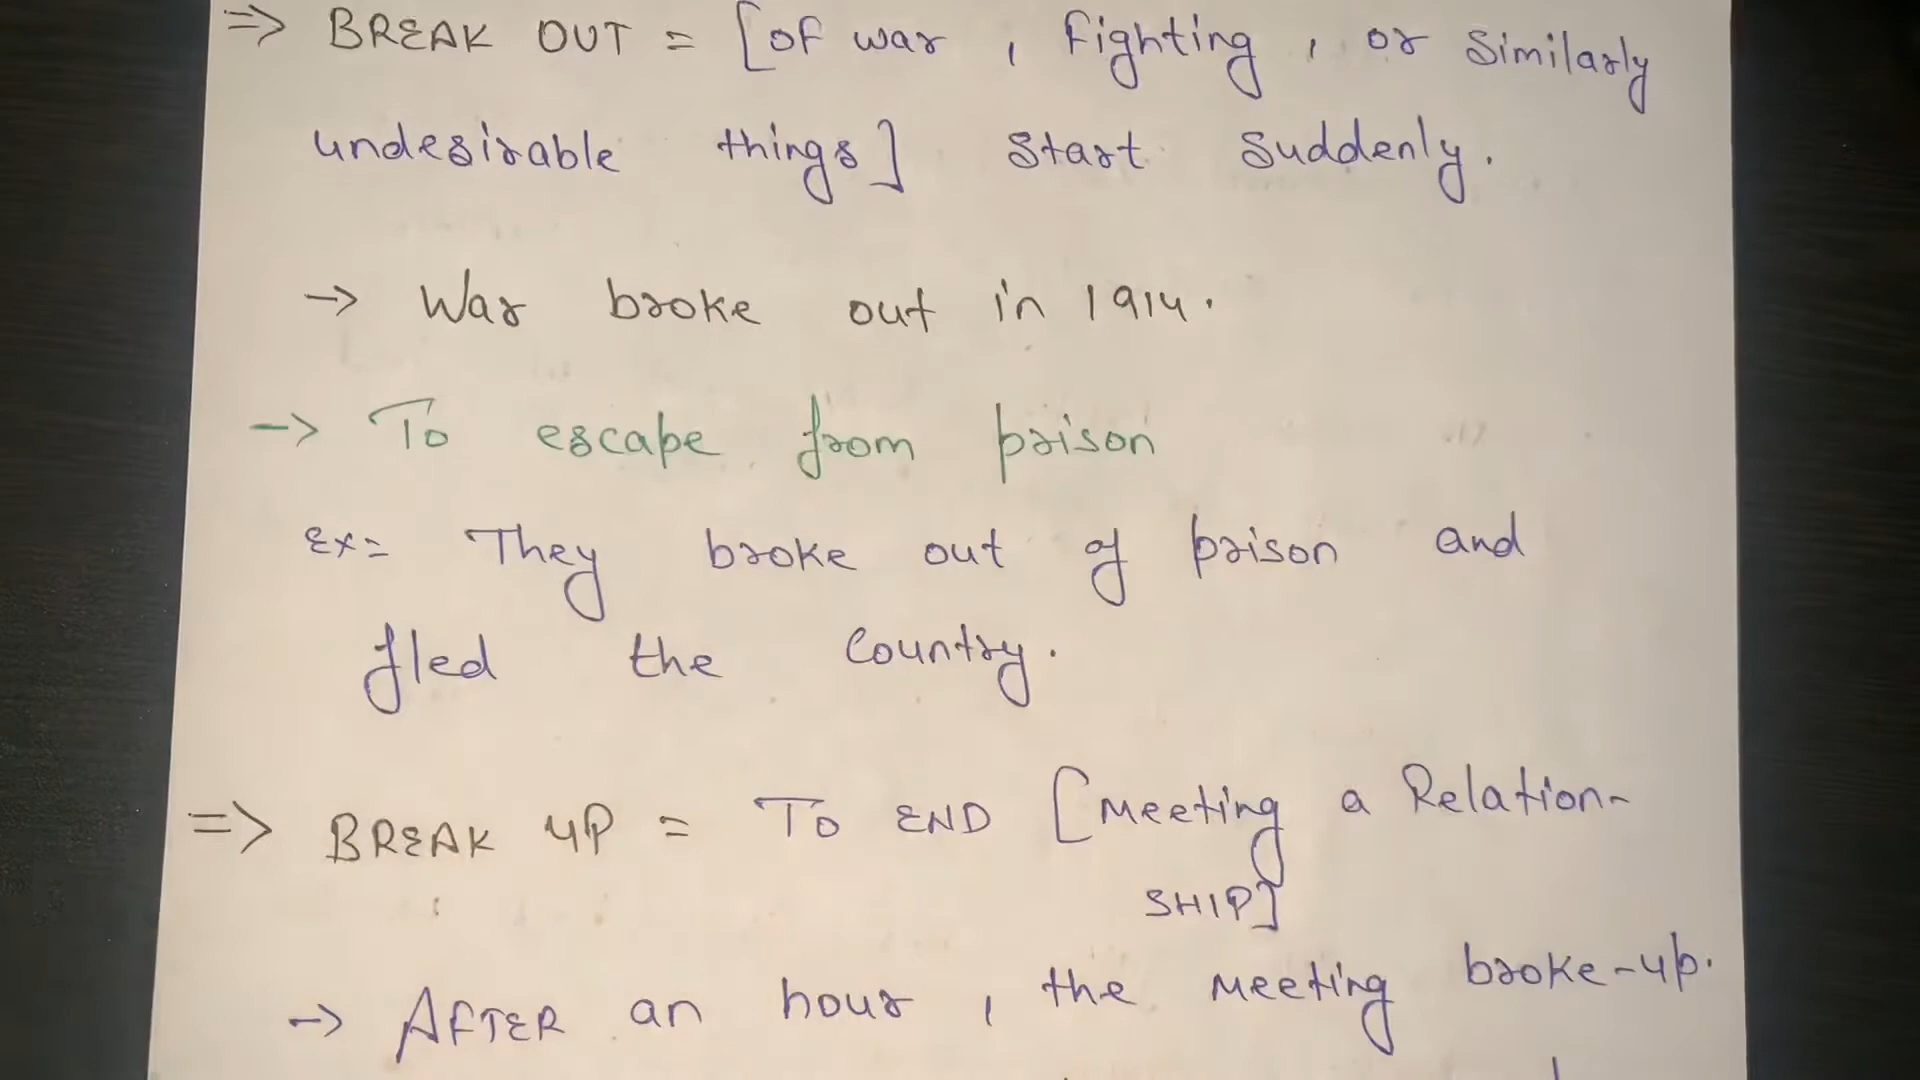 => BREAK OUT = [of war, fighting, or similarly
undesirable things] start suddenly.
-> War broke out in 1914.
-> To escape from prison
Ex= They broke out of prison and
fled the country.
=> BREAK UP = To END [Meeting a Relation-
SHIP]
-> AFTER an hour, the meeting broke-up.